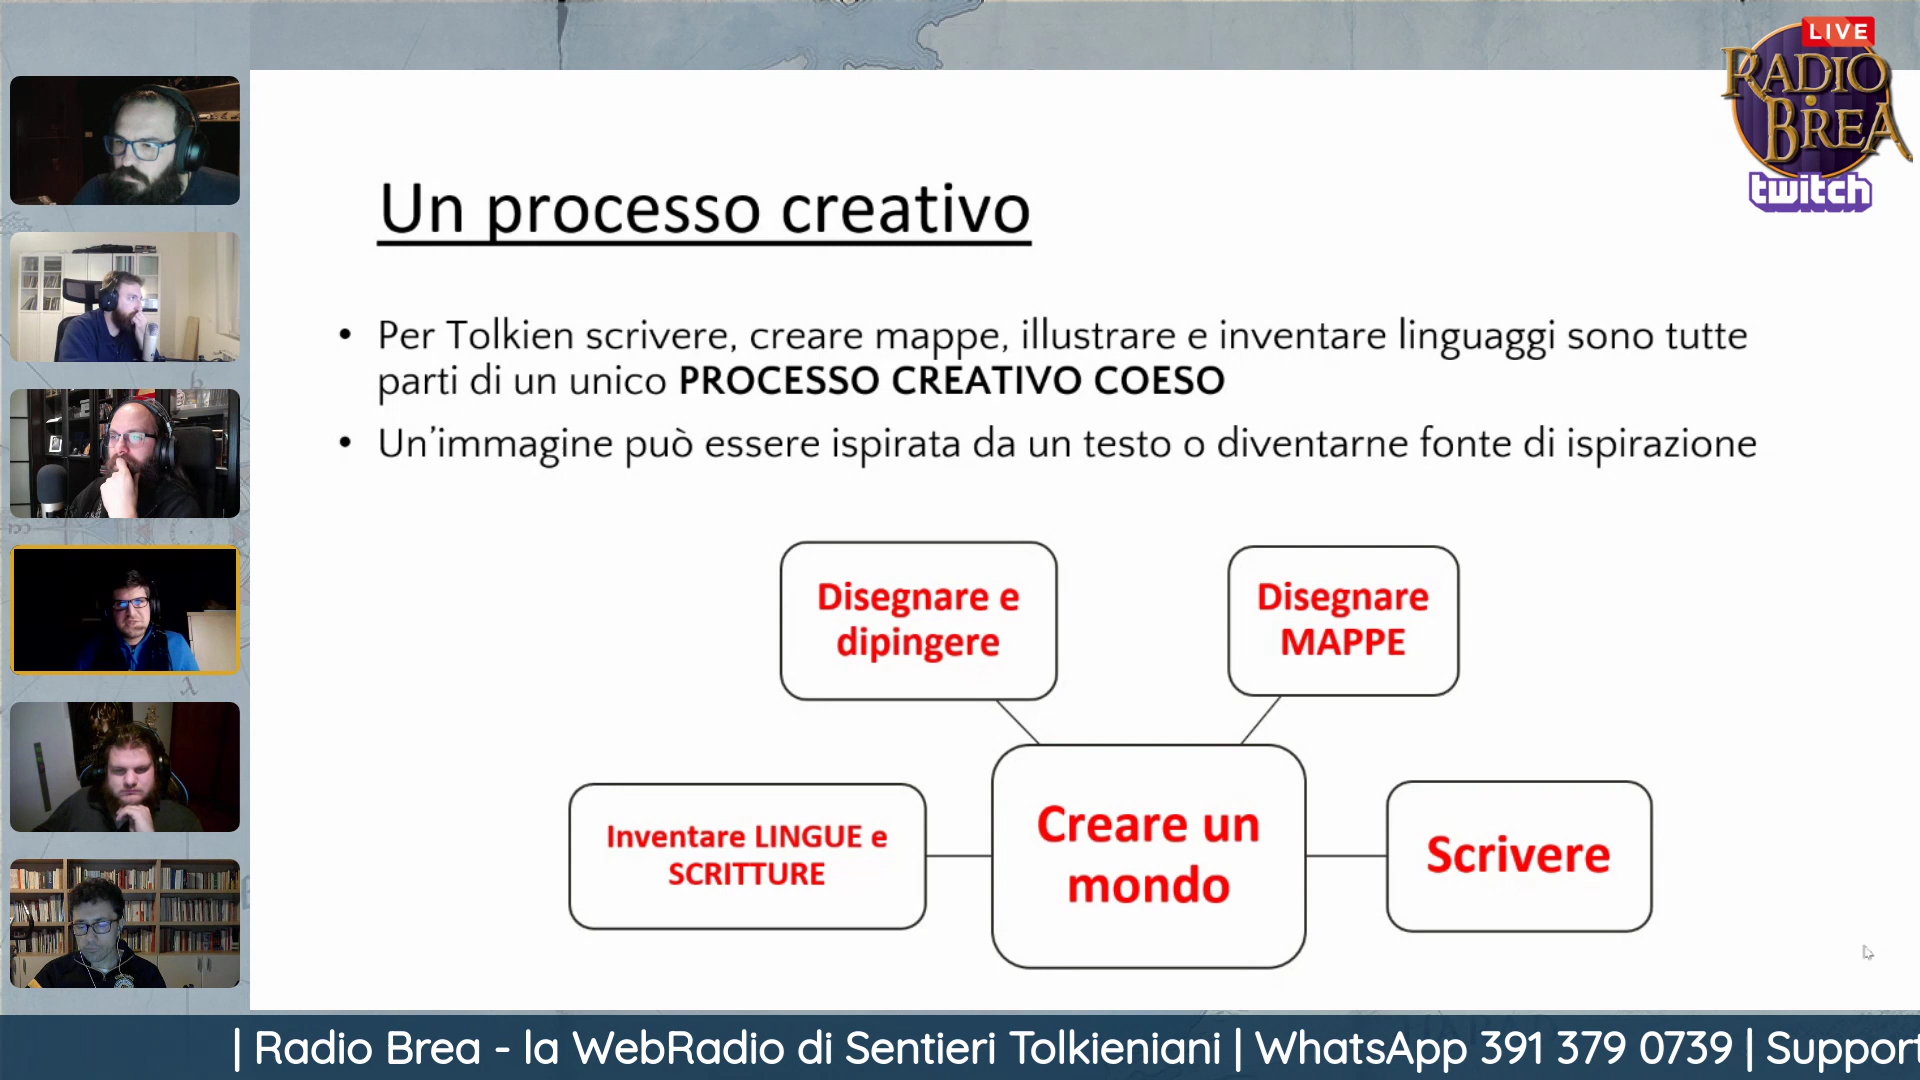 LIVE
RADIO
BREA
twitch
Un processo creativo
• Per Tolkien scrivere, creare mappe, illustrare e inventare linguaggi sono tutte
parti di un unico PROCESSO CREATIVO COESO
• Un’immagine può essere ispirata da un testo o diventarne fonte di ispirazione
Disegnare e
dipingere
Disegnare
MAPPE
Inventare LINGUE e
SCRITTURE
Creare un
mondo
Scrivere
| Radio Brea - la WebRadio di Sentieri Tolkieniani | WhatsApp 391 379 0739 | Support